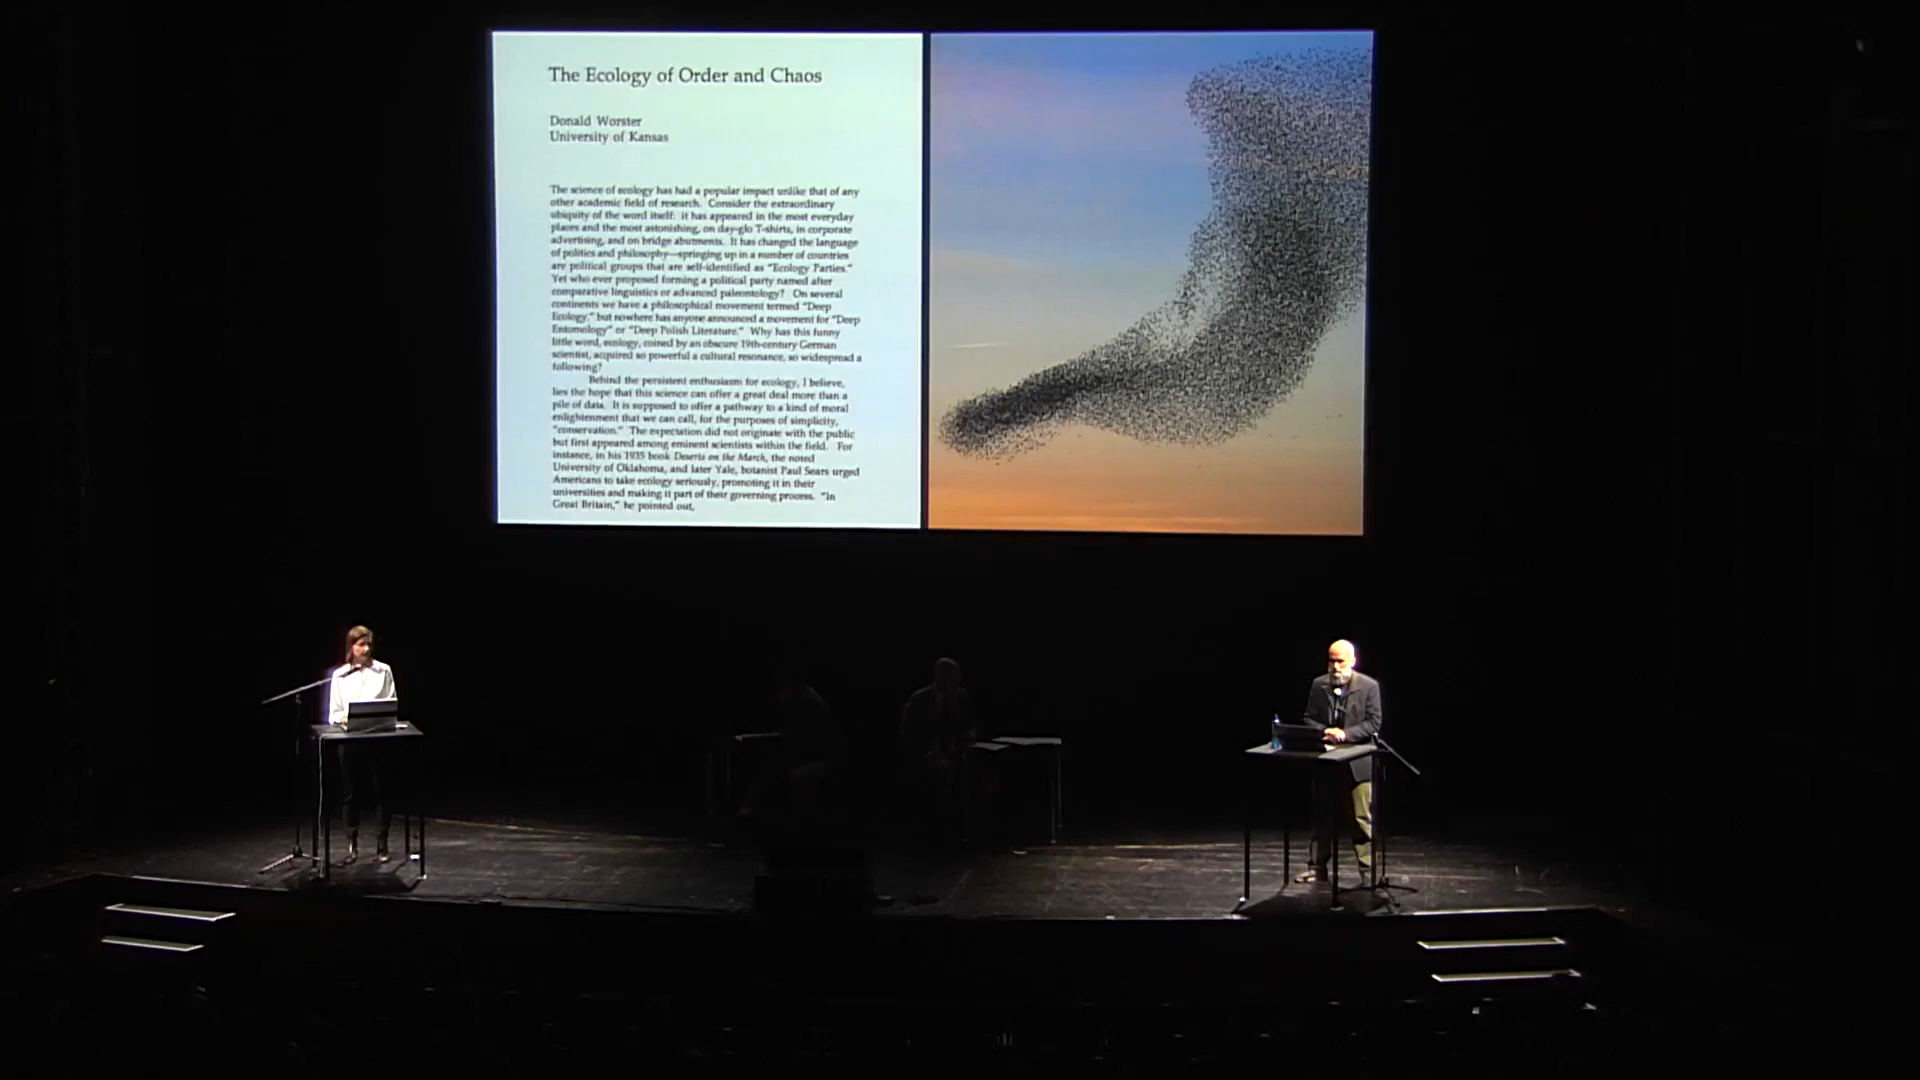 The Ecology of Order and Chaos
Donald Worster
University of Kansas
The science of ecology has had a popular impact unlike that of any
other academic field of research. Consider the extraordinary
ubiquity of the word itself: it has appeared in the most everyday
places and the most astonishing, on day-glo T-shirts, in corporate
advertising, and on bridge abutments. It has changed the language
of politics and philosophy—springing up in a number of countries
are political groups that are self-identified as "Ecology Parties."
Yet who ever proposed forming a political party named after
comparative linguistics or advanced paleontology? On several
continents we have a philosophical movement termed "Deep
Ecology," but nowhere has anyone announced a movement for "Deep
Entomology" or "Deep Polish Literature." Why has this funny
little word, ecology, coined by an obscure 19th-century German
scientist, acquired so powerful a cultural resonance, so widespread a
following?
Behind the persistent enthusiasm for ecology, I believe,
lies the hope that this science can offer a great deal more than a
pile of data. It is supposed to offer a pathway to a kind of moral
enlightenment that we can call, for the purposes of simplicity,
"conservation." The expectation did not originate with the public
but first appeared among eminent scientists within the field. For
instance, in his 1935 book Deserts on the March, the noted
University of Oklahoma, and later Yale, botanist Paul Sears urged
Americans to take ecology seriously, promoting it in their
universities and making it part of their governing process. "In
Great Britain," he pointed out,